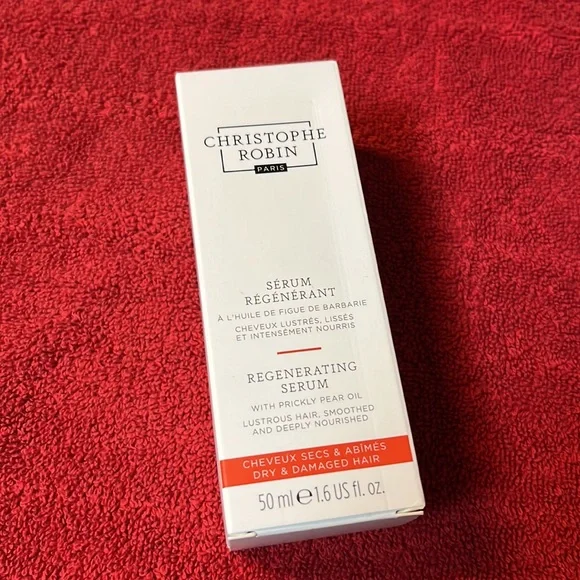 CHRISTOPHE
ROBIN
PARIS
SÉRUM
RÉGÉNÉRANT
À L'HUILE DE FIGUE DE BARBARIE
CHEVEUX LUSTRÉS, LISSÉS
ET INTENSÉMENT NOURRIS
REGENERATING
SERUM
WITH PRICKLY PEAR OIL
LUSTROUS HAIR, SMOOTHED
AND DEEPLY NOURISHED
CHEVEUX SECS & ABÎMÉS
DRY & DAMAGED HAIR
50 ml ℮ 1.6 US fl. oz.